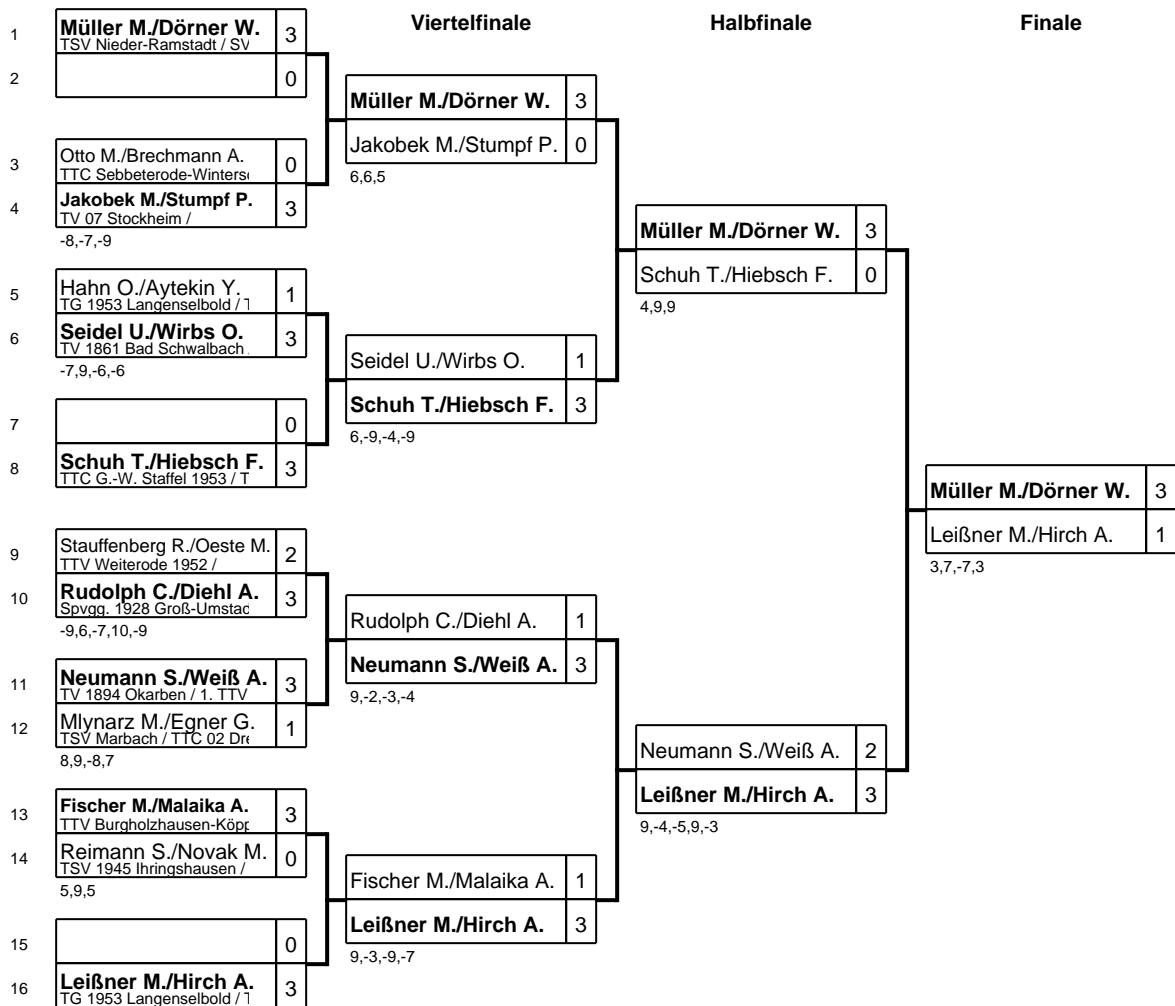 Viertelfinale
Halbfinale
Finale
1
Müller M./Dörner W. 3
TSV Nieder-Ramstadt / SV
2
0
3
Otto M./Brechmann A. 0
TTC Sebbeterode-Winters
4
Jakobek M./Stumpf P. 3
TV 07 Stockheim /
-8,-7,-9
5
Hahn O./Aytekin Y. 1
TG 1953 Langenselbold / T
6
Seidel U./Wirbs O. 3
TV 1861 Bad Schwalbach
-7,9,-6,-6
7
0
8
Schuh T./Hiebsch F. 3
TTC G.-W. Staffel 1953 / T
9
Stauffenberg R./Oeste M. 2
TTV Weiterode 1952 /
10
Rudolph C./Diehl A. 3
Spvgg. 1928 Groß-Umstad
-9,6,-7,10,-9
11
Neumann S./Weiß A. 3
TV 1894 Okarben / 1. TTV
12
Mlynarz M./Egner G. 1
TSV Marbach / TTC 02 Dre
8,9,-8,7
13
Fischer M./Malaika A. 3
TTV Burgholzhausen-Köpp
14
Reimann S./Novak M. 0
TSV 1945 Ihringshausen /
5,9,5
15
0
16
Leißner M./Hirch A. 3
TG 1953 Langenselbold / T
Müller M./Dörner W. 3
Jakobek M./Stumpf P. 0
6,6,5
Seidel U./Wirbs O. 1
Schuh T./Hiebsch F. 3
6,-9,-4,-9
Rudolph C./Diehl A. 1
Neumann S./Weiß A. 3
9,-2,-3,-4
Fischer M./Malaika A. 1
Leißner M./Hirch A. 3
9,-3,-9,-7
Müller M./Dörner W. 3
Schuh T./Hiebsch F. 0
4,9,9
Neumann S./Weiß A. 2
Leißner M./Hirch A. 3
9,-4,-5,9,-3
Müller M./Dörner W. 3
Leißner M./Hirch A. 1
3,7,-7,3